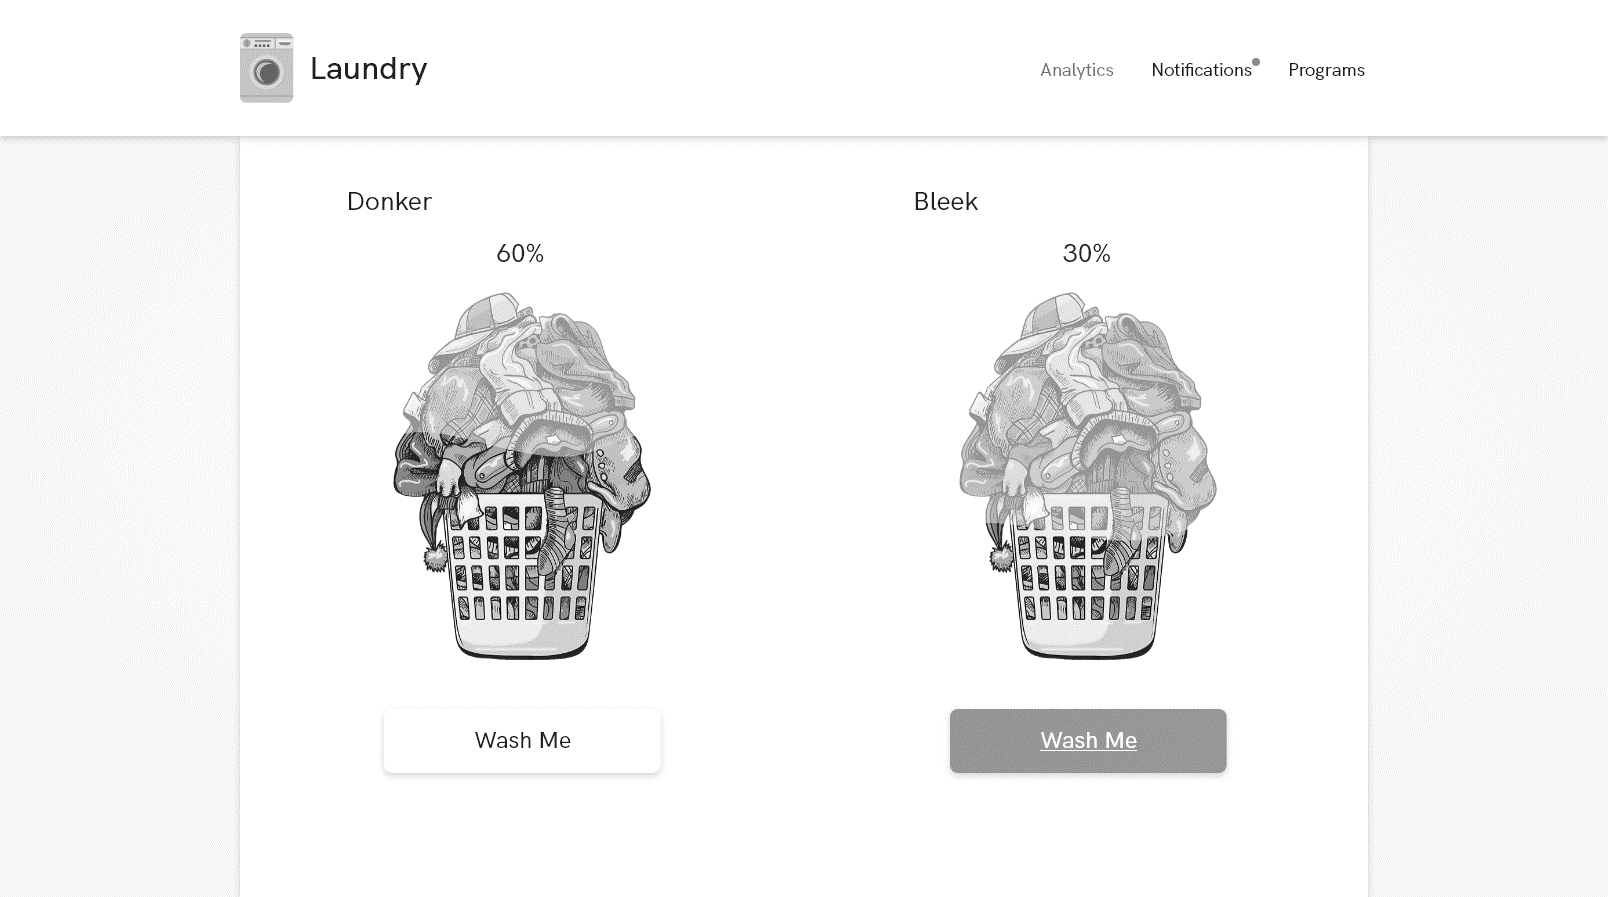 Laundry
Analytics
Notifications
Programs
Donker
Bleek
60%
30%
Wash Me
Wash Me